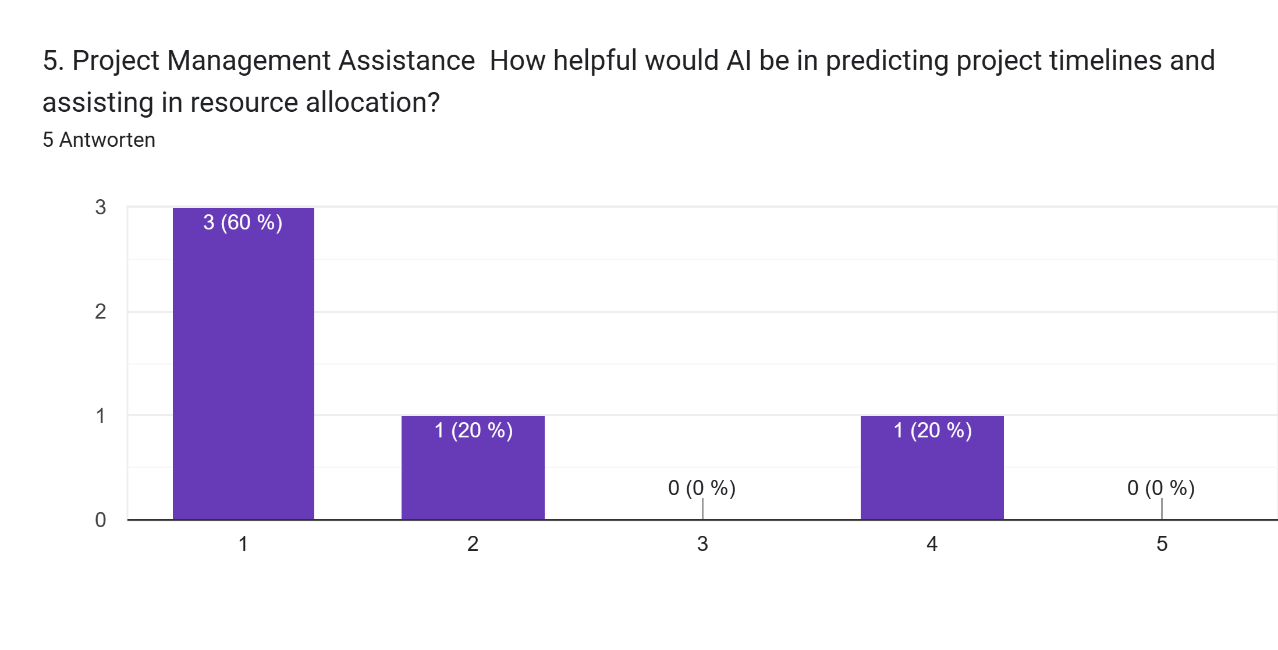 5. Project Management Assistance  How helpful would AI be in predicting project timelines and
assisting in resource allocation?
5 Antworten
3
3 (60 %)
2
1
1 (20 %)
1 (20 %)
0 (0 %)
0 (0 %)
0
1 2 3 4 5